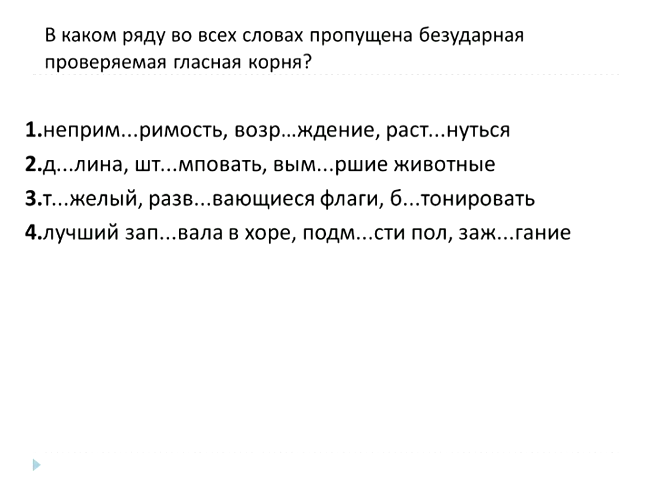 В каком ряду во всех словах пропущена безударная
проверяемая гласная корня?
1.неприм...римость, возр...ждение, раст...нуться
2.д...лина, шт...мповать, вым...ршие животные
3.т...желый, разв...вающиеся флаги, б...тонировать
4.лучший зап...вала в хоре, подм...сти пол, заж...гание